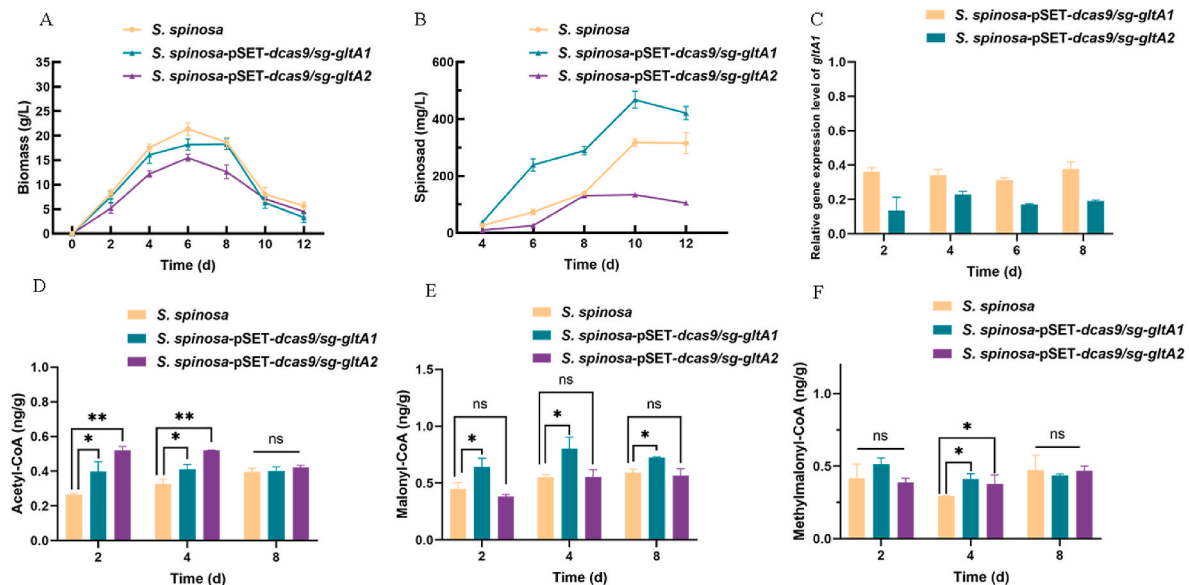 A
S. spinosa
S. spinosa-pSET-dcas9/sg-gltA1
S. spinosa-pSET-dcas9/sg-gltA2
35
30
25
20
15
10
5
0
Biomass (g/L)
0 2 4 6 8 10 12
Time (d)
B
S. spinosa
S. spinosa-pSET-dcas9/sg-gltA1
S. spinosa-pSET-dcas9/sg-gltA2
600
400
200
0
Spinosad (mg/L)
4 6 8 10 12
Time (d)
C
S. spinosa-pSET-dcas9/sg-gltA1
S. spinosa-pSET-dcas9/sg-gltA2
1.0
0.8
0.6
0.4
0.2
0.0
Relative gene expression level of gltA1
2 4 6 8
Time (d)
D
S. spinosa
S. spinosa-pSET-dcas9/sg-gltA1
S. spinosa-pSET-dcas9/sg-gltA2
1.0
0.8
0.6
0.4
0.2
0.0
Acetyl-CoA (ng/g)
**
*
**
*
ns
2 4 8
Time (d)
E
S. spinosa
S. spinosa-pSET-dcas9/sg-gltA1
S. spinosa-pSET-dcas9/sg-gltA2
1.5
1.0
0.5
0.0
Malonyl-CoA (ng/g)
ns
*
ns
*
ns
*
2 4 8
Time (d)
F
S. spinosa
S. spinosa-pSET-dcas9/sg-gltA1
S. spinosa-pSET-dcas9/sg-gltA2
1.0
0.5
0.0
Methylmalonyl-CoA (ng/g)
ns
*
*
ns
2 4 8
Time (d)